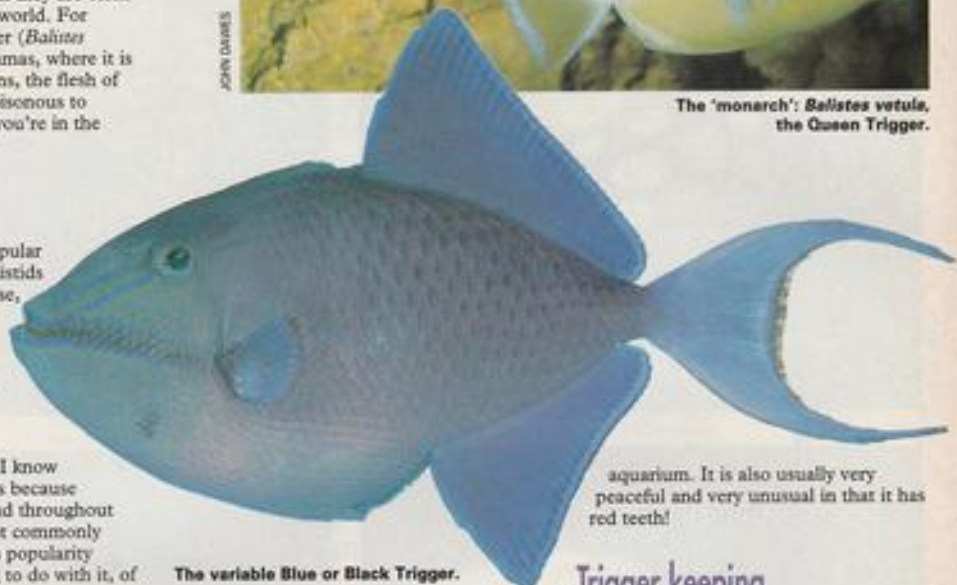 world. For
er (Balistes
mas, where it is
ns, the flesh of
isonous to
you're in the
pular
istids
se,
I know
s because
d throughout
t commonly
popularity
to do with it, of
JOHN DAWES
The 'monarch': Balistes vetula,
the Queen Trigger.
The variable Blue or Black Trigger.
aquarium. It is also usually very
peaceful and very unusual in that it has
red teeth!
Trigger keeping